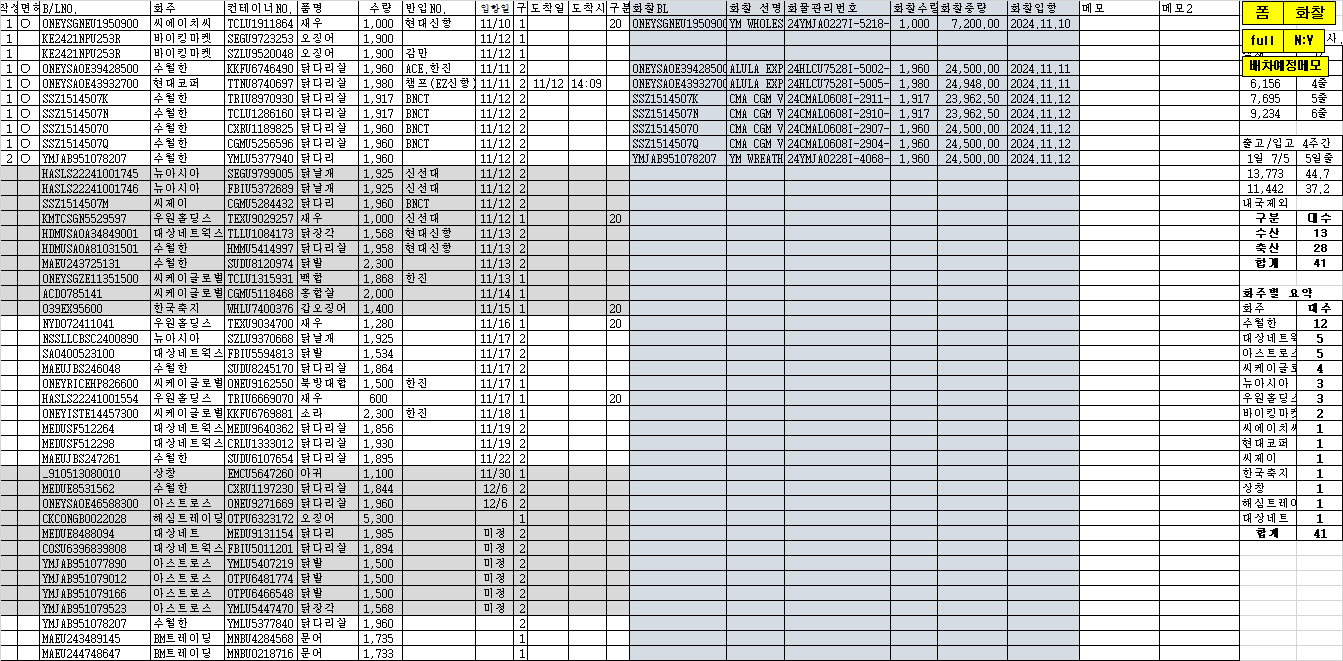 작성 면허 B/LNO. 화주 컨테이너NO. 품명 수량 반입NO. 입항일 구 도착일 도착시 구분 화찰BL 화찰 선명 화물관리번호 화찰수량 화찰중량 화찰입항 메모 메모2 폼 화찰
1 ONEYSGNEU1950900 씨에이치씨 TCLU1911864 새우 1,000 현대신항 11/10 1 20 ONEYSGNEU1950900 YM WHOLES 24YMJA0227I-5218- 1,000 7,200.00 2024.11.10
1 KE2421NPU253R 바이킹마켓 SEGU9723253 오징어 1,900 11/12 1 full N:Y 사.
1 KE2421NPU253R 바이킹마켓 SZLU9520048 오징어 1,900 감만 11/12 1
1 ○ ONEYSAOE39428500 수월한 KKFU6746490 닭다리살 1,960 ACE.한진 11/11 2 ONEYSAOE39428500 ALULA EXP 24HLCU7528I-5002- 1,960 24,500.00 2024.11.11 배차예정메모
1 ○ ONEYSAOE43932700 현대코퍼 TTNU8740697 닭다리살 1,980 캠프(EZ신항) 11/11 2 11/12 14:09 ONEYSAOE43932700 ALULA EXP 24HLCU7528I-5005- 1,980 24,948.00 2024.11.11 6,156 4줄
1 ○ SSZ1514507K 수월한 TRIU8970930 닭다리살 1,917 BNCT 11/12 2 SSZ1514507K CMA CGM V 24CMAL0608I-2911- 1,917 23,962.50 2024.11.12 7,695 5줄
1 ○ SSZ1514507N 수월한 TCLU1286160 닭다리살 1,917 BNCT 11/12 2 SSZ1514507N CMA CGM V 24CMAL0608I-2910- 1,917 23,962.50 2024.11.12 9,234 6줄
1 ○ SSZ1514507O 수월한 CXRU1189825 닭다리살 1,960 BNCT 11/12 2 SSZ1514507O CMA CGM V 24CMAL0608I-2907- 1,960 24,500.00 2024.11.12
1 ○ SSZ1514507Q 수월한 CGMU5256596 닭다리살 1,960 BNCT 11/12 2 SSZ1514507Q CMA CGM V 24CMAL0608I-2904- 1,960 24,500.00 2024.11.12 출고/입고 4주간
2 ○ YMJAB951078207 수월한 YMLU5377940 닭다리 1,960 11/12 2 YMJAB951078207 YM WREATH 24YMJA0228I-4068- 1,960 24,500.00 2024.11.12 1일 7/5 5일줄
HASLS22241001745 뉴아시아 SEGU9799005 닭날개 1,925 신선대 11/12 2 13,773 44.7
HASLS22241001746 뉴아시아 FBIU5372689 닭날개 1,925 신선대 11/12 2 11,442 37.2
SSZ1514507M 씨제이 CGMU5284432 닭다리 1,960 BNCT 11/12 2 내국제외
KMTCSGN5529597 우원홀딩스 TEXU9029257 새우 1,000 신선대 11/12 1 20 구분 대수
HDMUSAOA34849001 대상네트웍스 TLLU1084173 닭장각 1,568 현대신항 11/13 2 수산 13
HDMUSAOA81031501 수월한 HMMU5414997 닭다리살 1,958 현대신항 11/13 2 축산 28
MAEU243725131 수월한 SUDU8120974 닭발 2,300 11/13 2 합계 41
ONEYSGZE11351500 씨케이글로벌 TCLU1315931 백합 1,868 한진 11/13 1
ACD0785141 씨케이글로벌 CGMU5118468 홍합살 2,000 11/14 1 화주별 요약
039EX95600 한국축지 WHLU7400376 갑오징어 1,400 11/15 1 20 화주 대수
NYD072411041 우원홀딩스 TEXU9034700 새우 1,280 11/16 1 20 수월한 12
NSSLLCBSC2400890 뉴아시아 SZLU9370668 닭날개 1,925 11/17 2 대상네트웍 5
SA0400523100 대상네트웍스 FBIU5594813 닭발 1,534 11/17 2 아스트로스 5
MAEUJBS246048 수월한 SUDU8245170 닭다리살 1,864 11/17 2 씨케이글로 4
ONEYRICEHP826600 씨케이글로벌 ONEU9162550 북방대합 1,500 한진 11/17 1 뉴아시아 3
HASLS22241001554 우원홀딩스 TRIU6669070 새우 600 11/17 1 20 우원홀딩스 3
ONEYISTE14457300 씨케이글로벌 KKFU6769881 소라 2,300 한진 11/18 1 바이킹마켓 2
MEDUSF512264 대상네트웍스 MEDU9640362 닭다리살 1,856 11/19 2 씨에이치씨 1
MEDUSF512298 대상네트웍스 CRLU1333012 닭다리살 1,930 11/19 2 현대코퍼 1
MAEUJBS247261 수월한 SUDU6107654 닭다리살 1,895 11/22 2 씨제이 1
_910513080010 상창 EMCU5647260 아귀 1,100 11/30 1 한국축지 1
MEDUE8531562 수월한 CXRU1197230 닭다리살 1,844 12/6 2 상창 1
ONEYSAOE46588300 아스트로스 ONEU9271669 닭다리살 1,960 12/6 2 해심트레이 1
CKCONGB0022028 해심트레이딩 OTPU6323172 오징어 5,300 1 대상네트 1
MEDUE8488094 대상네트 MEDU9131154 닭다리 1,985 미정 2 합계 41
COSU6396839808 대상네트웍스 FBIU5011201 닭다리살 1,894 미정 2
YMJAB951077890 아스트로스 YMLU5407219 닭발 1,500 미정 2
YMJAB951079012 아스트로스 OTPU6481774 닭발 1,500 미정 2
YMJAB951079166 아스트로스 OTPU6466548 닭발 1,500 미정 2
YMJAB951079523 아스트로스 YMLU5447470 닭장각 1,568 미정 2
YMJAB951078207 수월한 YMLU5377840 닭다리살 1,960 2
MAEU243489145 BM트레이딩 MNBU4284568 문어 1,735 1
MAEU244748647 BM트레이딩 MNBU0218716 문어 1,733 1